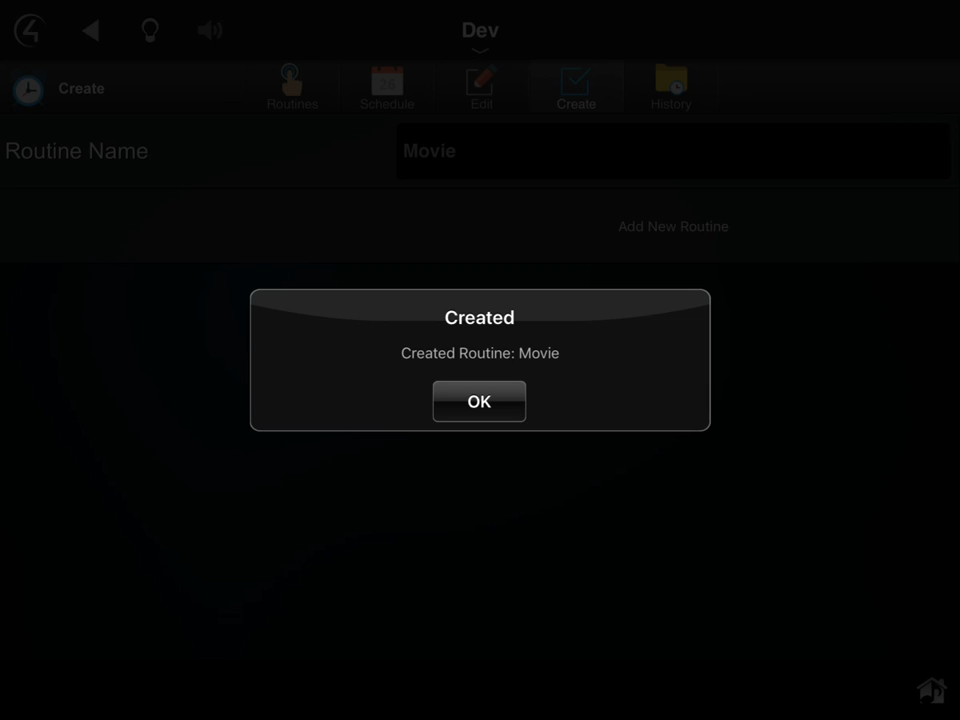 Dev
Create
Routines
Schedule
Edit
Create
History
Routine Name
Movie
Add New Routine
Created
Created Routine: Movie
OK